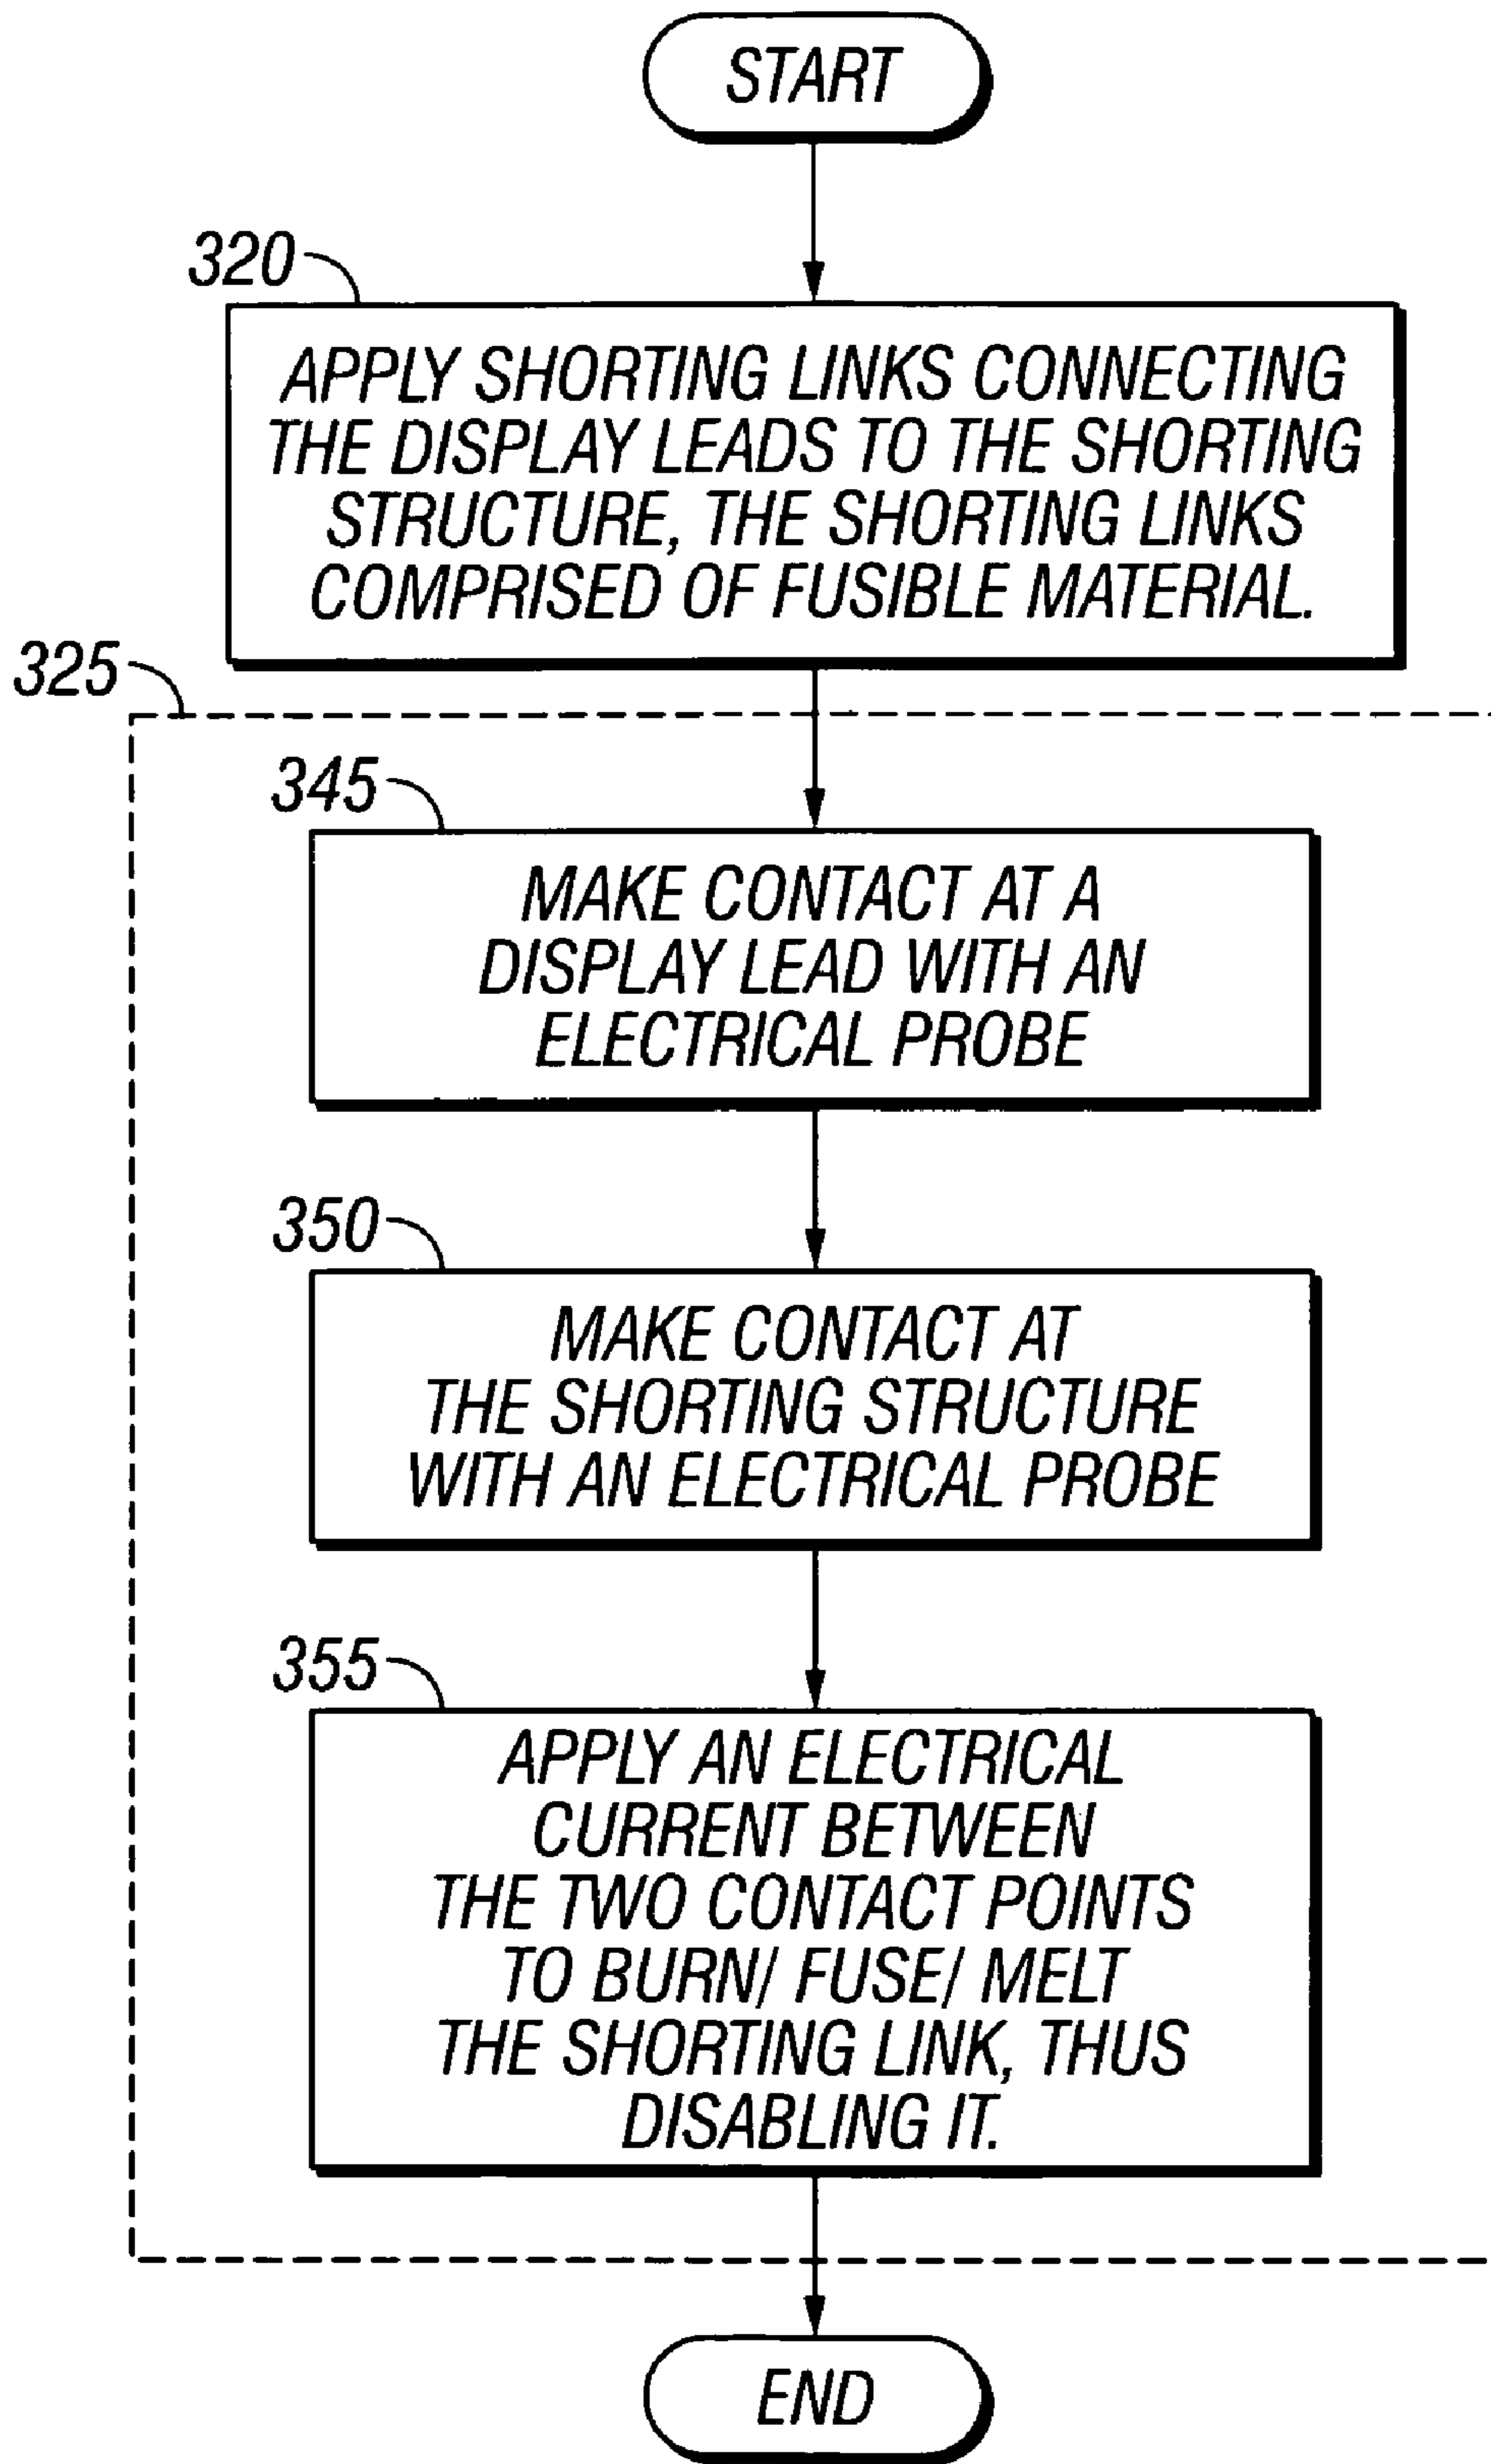 START
320
APPLY SHORTING LINKS CONNECTING
THE DISPLAY LEADS TO THE SHORTING
STRUCTURE, THE SHORTING LINKS
COMPRISED OF FUSIBLE MATERIAL.
325
345
MAKE CONTACT AT A
DISPLAY LEAD WITH AN
ELECTRICAL PROBE
350
MAKE CONTACT AT
THE SHORTING STRUCTURE
WITH AN ELECTRICAL PROBE
355
APPLY AN ELECTRICAL
CURRENT BETWEEN
THE TWO CONTACT POINTS
TO BURN/ FUSE/ MELT
THE SHORTING LINK, THUS
DISABLING IT.
END